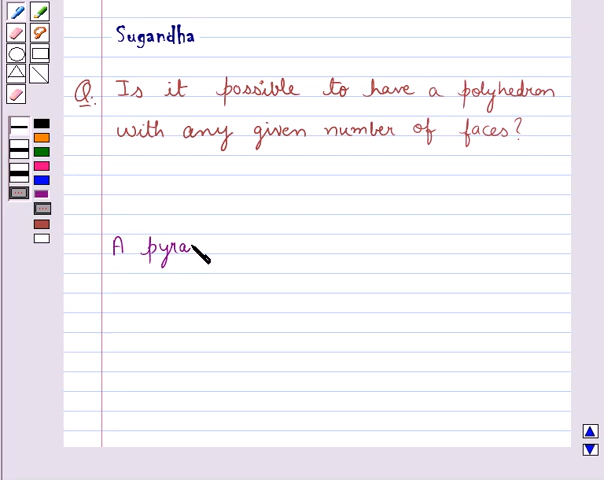 Sugandha
Q. Is it possible to have a polyhedron
with any given number of faces?
A pyra